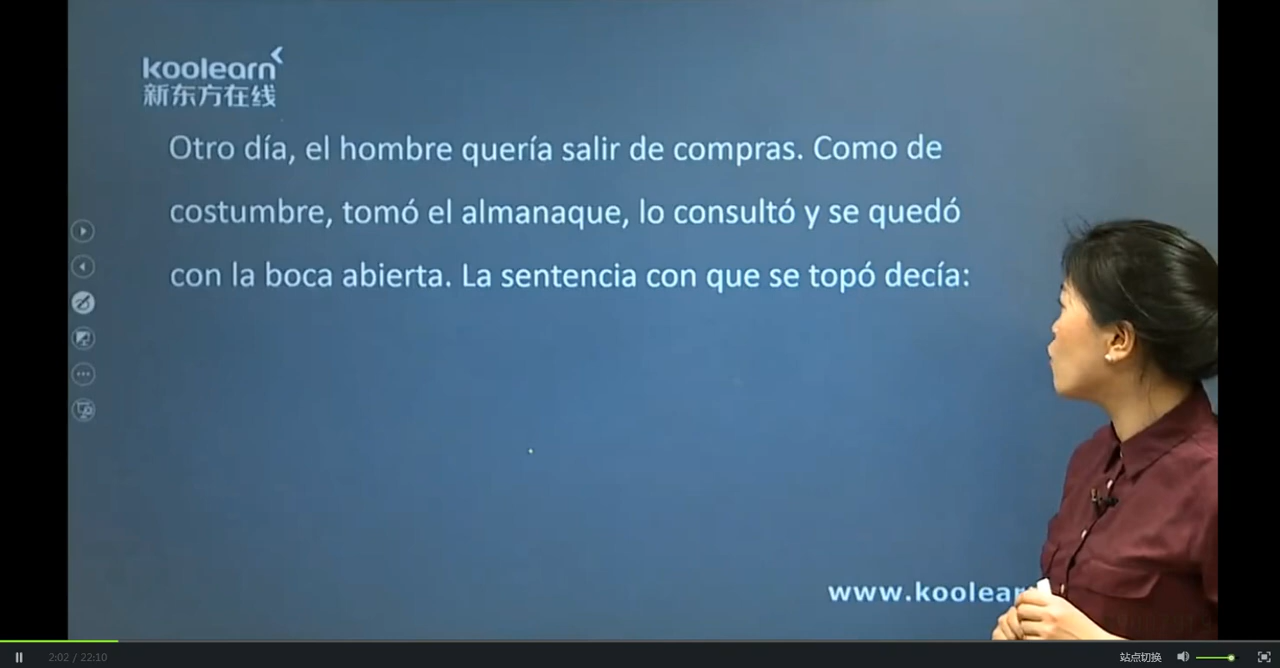 koolearn
新东方在线
Otro día, el hombre quería salir de compras. Como de
costumbre, tomó el almanaque, lo consultó y se quedó
con la boca abierta. La sentencia con que se topó decía:
www.koolear
2:02 / 22:10
站点切换